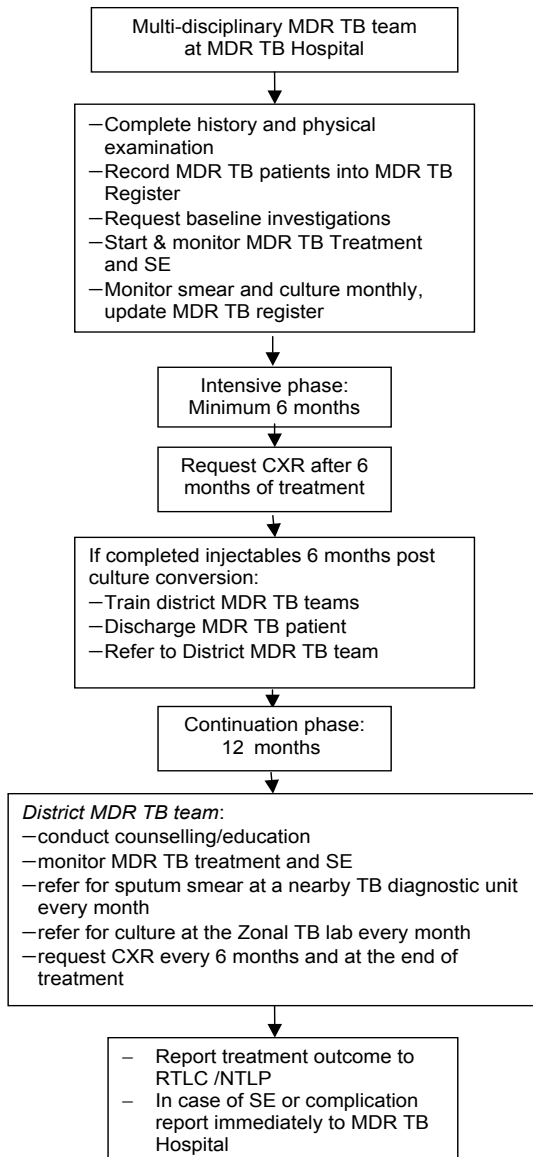 Multi-disciplinary MDR TB team
at MDR TB Hospital
–Complete history and physical
examination
–Record MDR TB patients into MDR TB
Register
–Request baseline investigations
–Start & monitor MDR TB Treatment
and SE
–Monitor smear and culture monthly,
update MDR TB register
Intensive phase:
Minimum 6 months
Request CXR after 6
months of treatment
If completed injectables 6 months post
culture conversion:
–Train district MDR TB teams
–Discharge MDR TB patient
–Refer to District MDR TB team
Continuation phase:
12 months
District MDR TB team:
–conduct counselling/education
–monitor MDR TB treatment and SE
–refer for sputum smear at a nearby TB diagnostic unit
every month
–refer for culture at the Zonal TB lab every month
–request CXR every 6 months and at the end of
treatment
– Report treatment outcome to
RTLC /NTLP
– In case of SE or complication
report immediately to MDR TB
Hospital